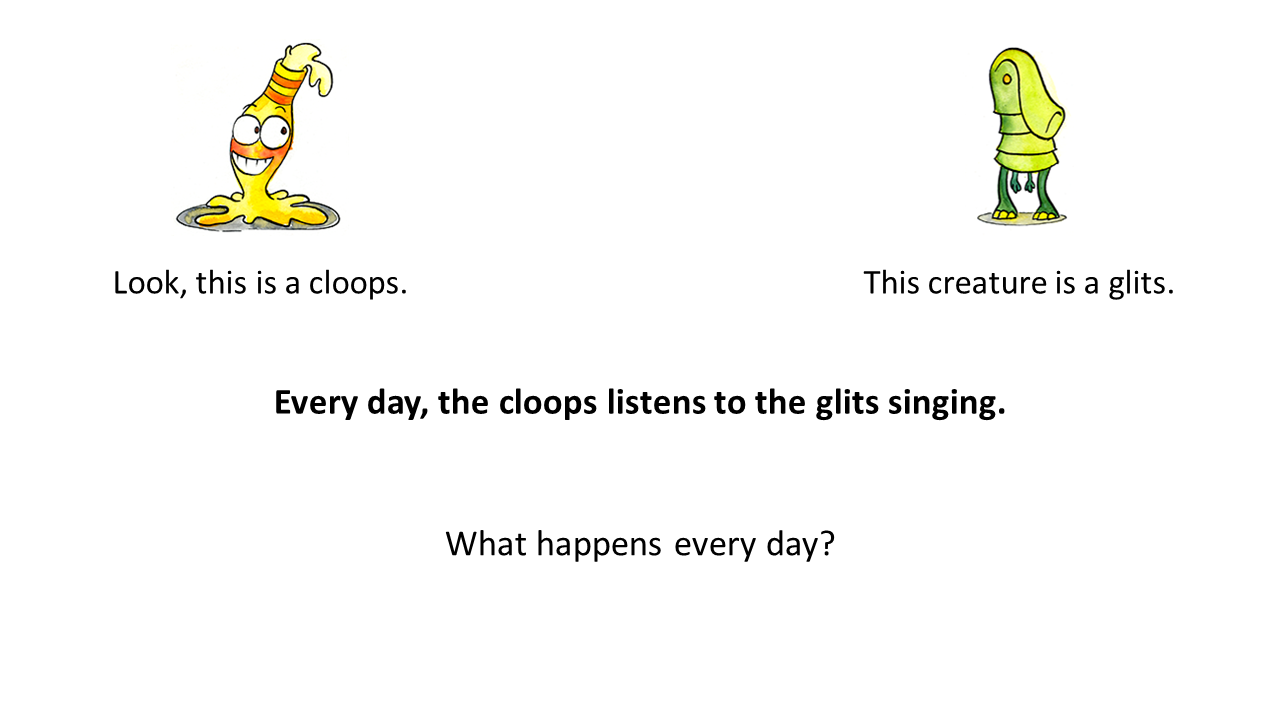 Look, this is a cloops.
This creature is a glits.
Every day, the cloops listens to the glits singing.
What happens every day?